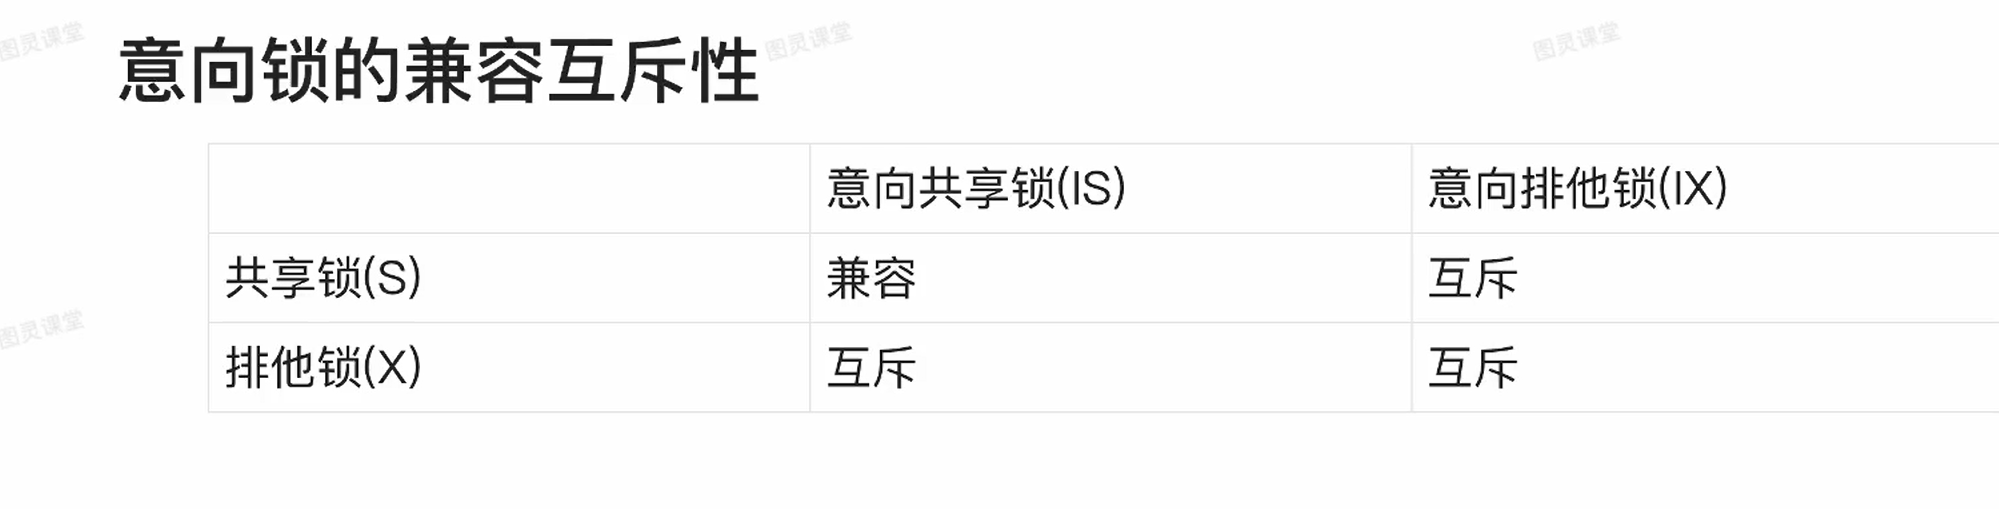 图灵课堂 图灵课堂 图灵课堂
意向锁的兼容互斥性
意向共享锁(IS) 意向排他锁(IX)
共享锁(S) 兼容 互斥
图灵课堂
排他锁(X) 互斥 互斥